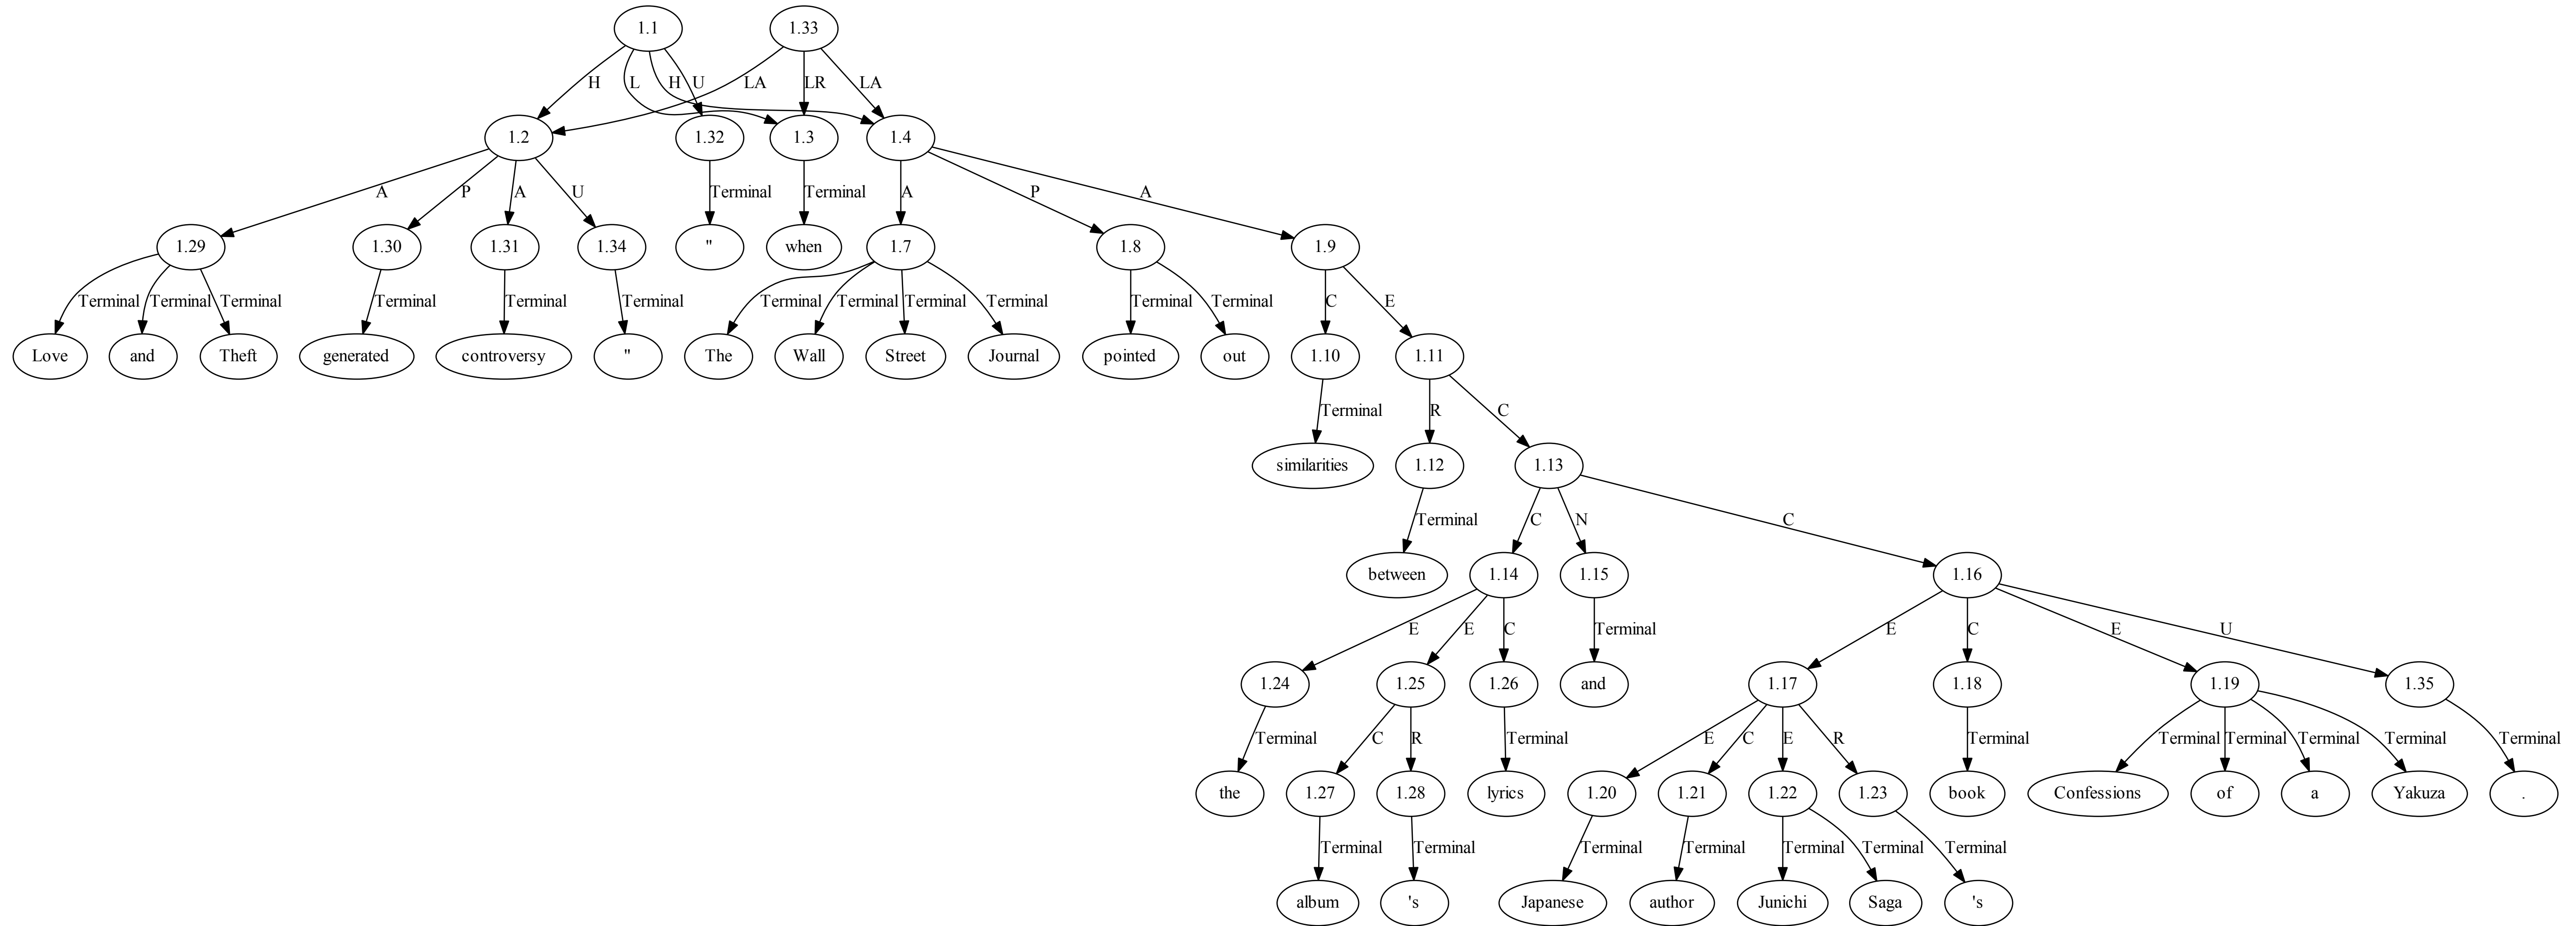 1.1 1.33
H L H U LA LR LA
1.2 1.32 1.3 1.4
A P A U Terminal Terminal A P A
1.29 1.30 1.31 1.34 " when 1.7 1.8 1.9
Terminal Terminal Terminal Terminal Terminal Terminal Terminal Terminal Terminal Terminal Terminal Terminal C E
Love and Theft generated controversy " The Wall Street Journal pointed out 1.10 1.11
Terminal R C
similarities 1.12 1.13
Terminal C N C
between 1.14 1.15 1.16
E E C Terminal E C E U
1.24 1.25 1.26 and 1.17 1.18 1.19 1.35
Terminal C R Terminal E C E R Terminal Terminal Terminal Terminal Terminal Terminal
the 1.27 1.28 lyrics 1.20 1.21 1.22 1.23 book Confessions of a Yakuza .
Terminal Terminal Terminal Terminal Terminal Terminal Terminal
album 's Japanese author Junichi Saga 's